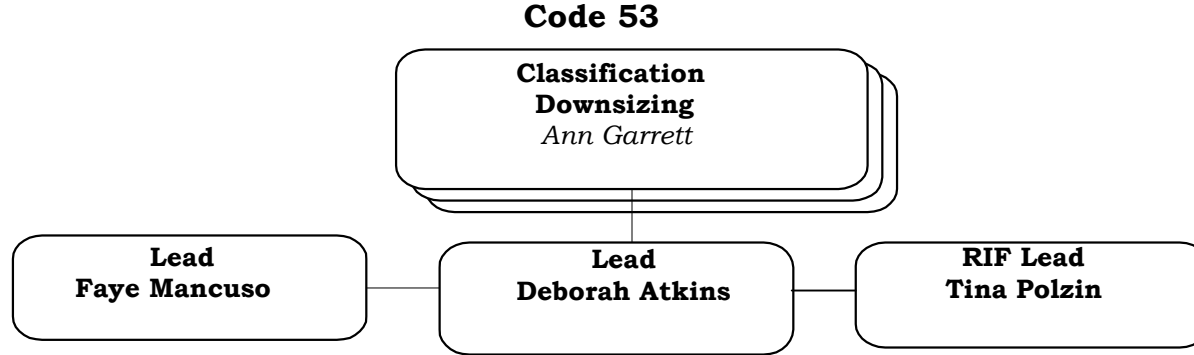 Code 53
Classification
Downsizing
Ann Garrett
Lead
Faye Mancuso
Lead
Deborah Atkins
RIF Lead
Tina Polzin